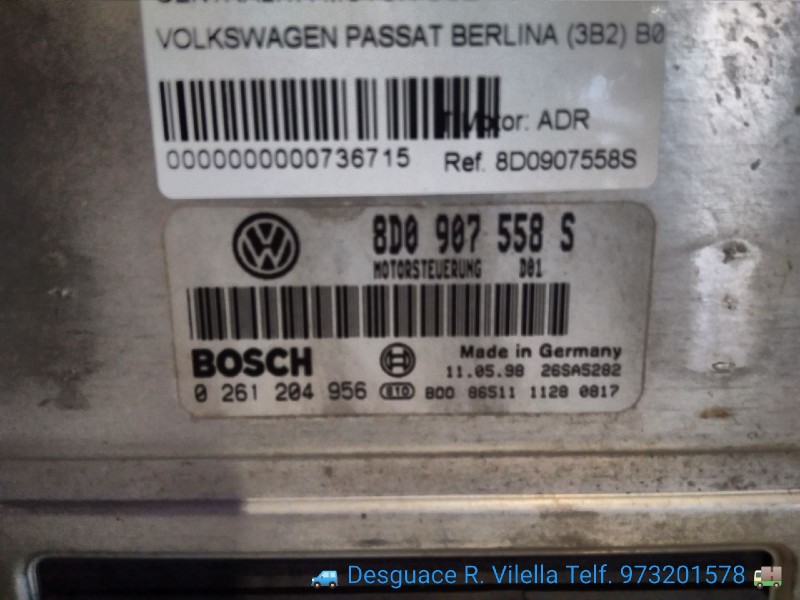 VOLKSWAGEN PASSAT BERLINA (3B2) B0
Motor: ADR
0000000000736715
Ref. 8D0907558S
8D0 907 558 S
MOTORSTEUERUNG D01
BOSCH
Made in Germany
11.05.98 26SA5282
0 261 204 956 B00 86511 1128 0817
Desguace R. Vilella Telf. 973201578